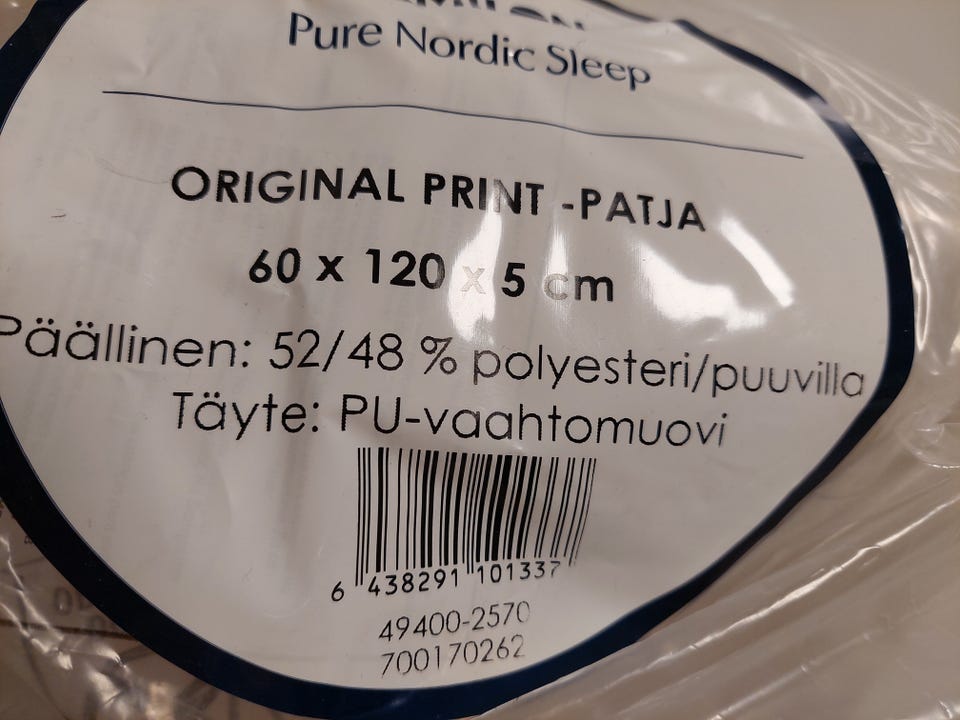 Pure Nordic Sleep
ORIGINAL PRINT -PATJA
60 x 120 x 5 cm
Päällinen: 52/48 % polyesteri/puuvilla
Täyte: PU-vaahtomuovi
6 438291 101337
49400-2570
700170262